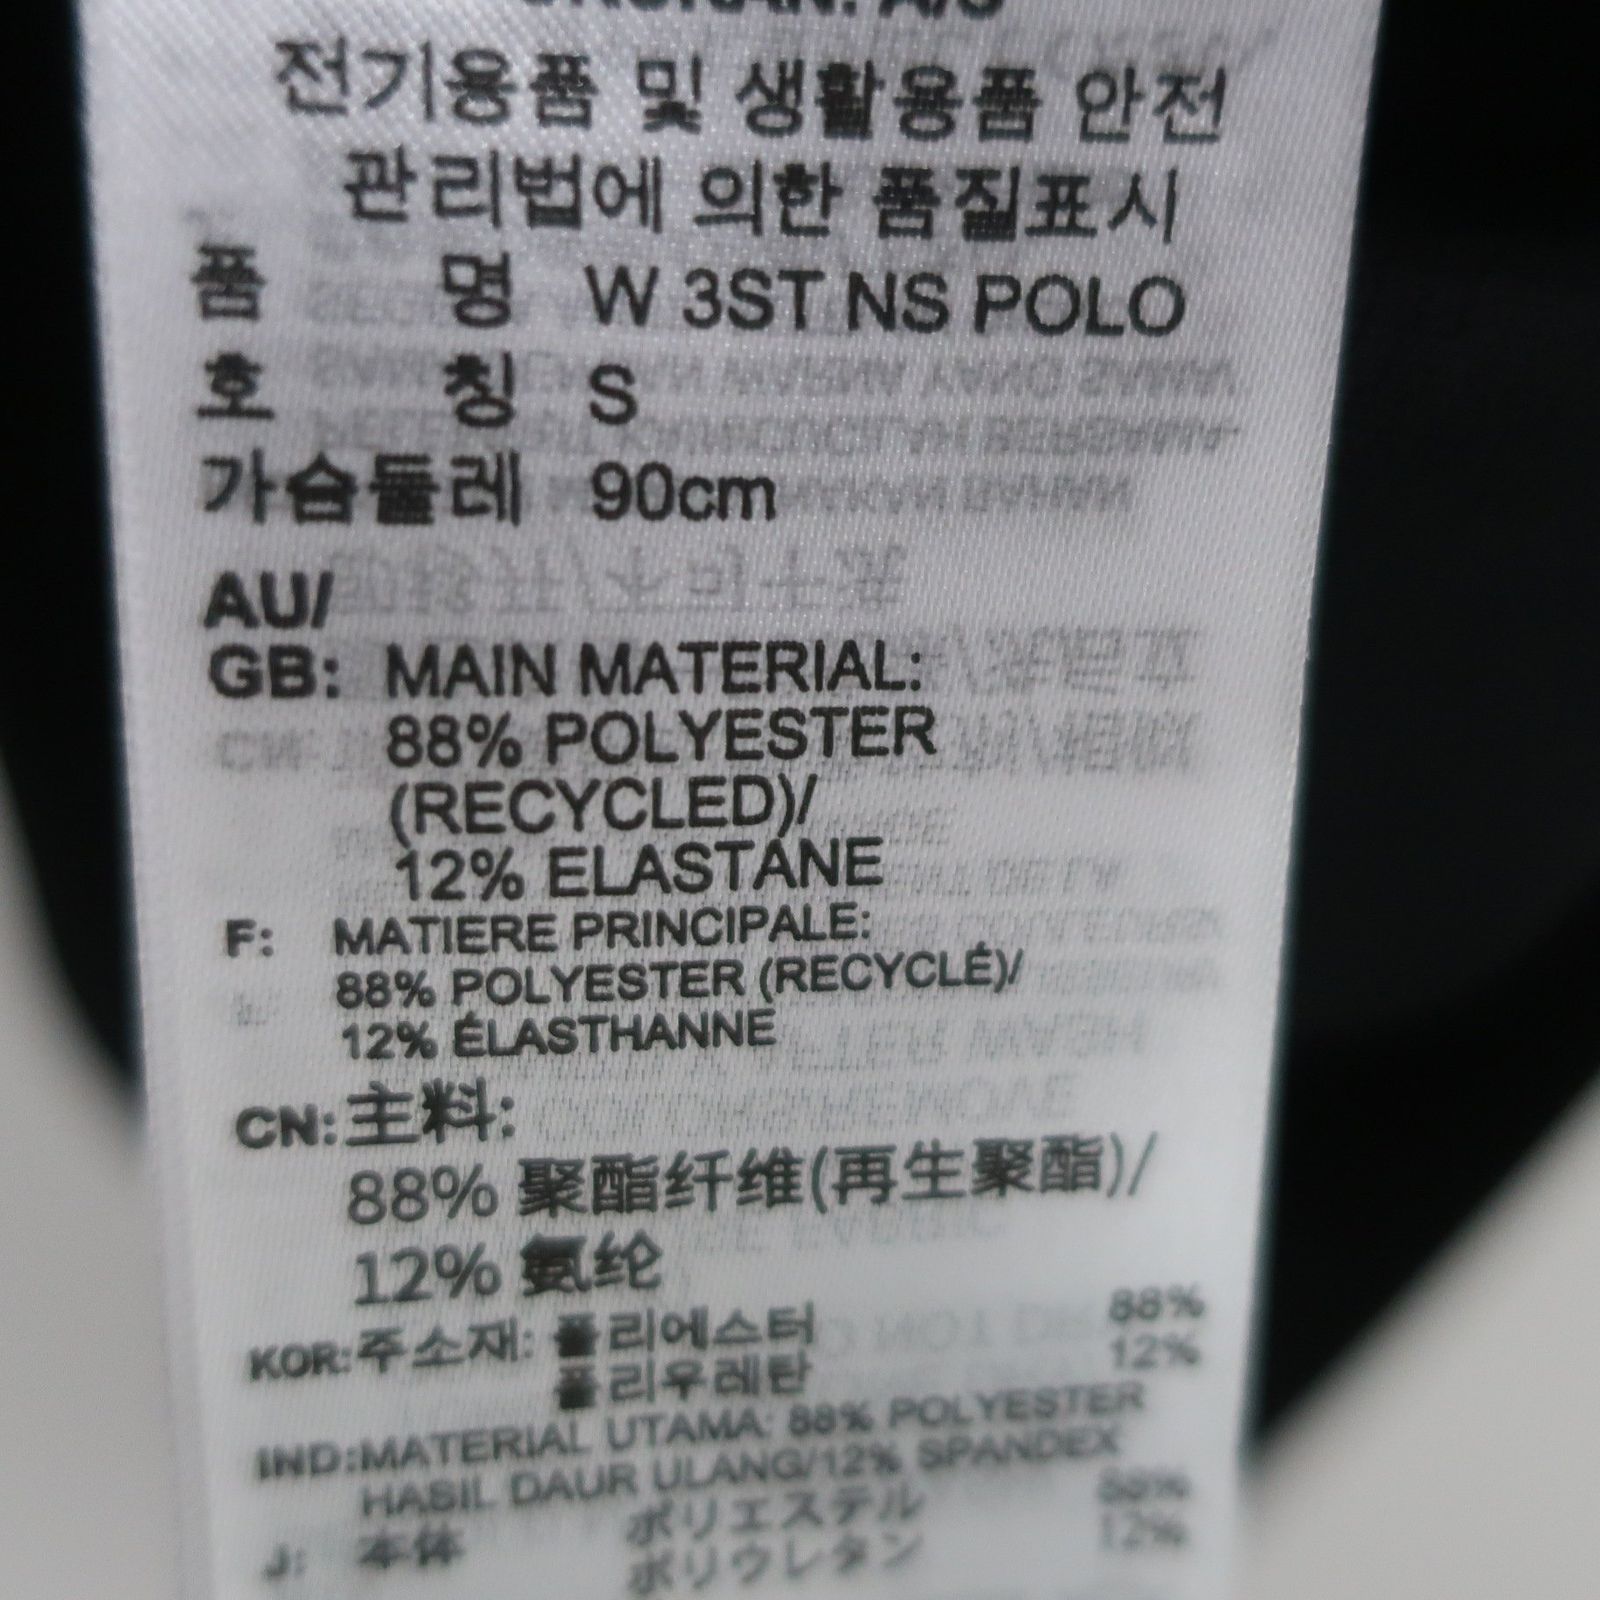 전기용품 및 생활용품 안전
관리법에 의한 품질표시
품 명 W 3ST NS POLO
호 칭 S
가슴둘레 90cm
AU/
GB: MAIN MATERIAL:
88% POLYESTER
(RECYCLED)/
12% ELASTANE
F: MATIERE PRINCIPALE:
88% POLYESTER (RECYCLÉ)/
12% ÉLASTHANNE
CN: 主料:
88% 聚酯纤维(再生聚酯)/
12% 氨纶
KOR: 주소재: 폴리에스터 88%
폴리우레탄 12%
IND: MATERIAL UTAMA: 88% POLYESTER
HASIL DAUR ULANG/12% SPANDEX
J: 本体 ポリエステル 88%
ポリウレタン 12%